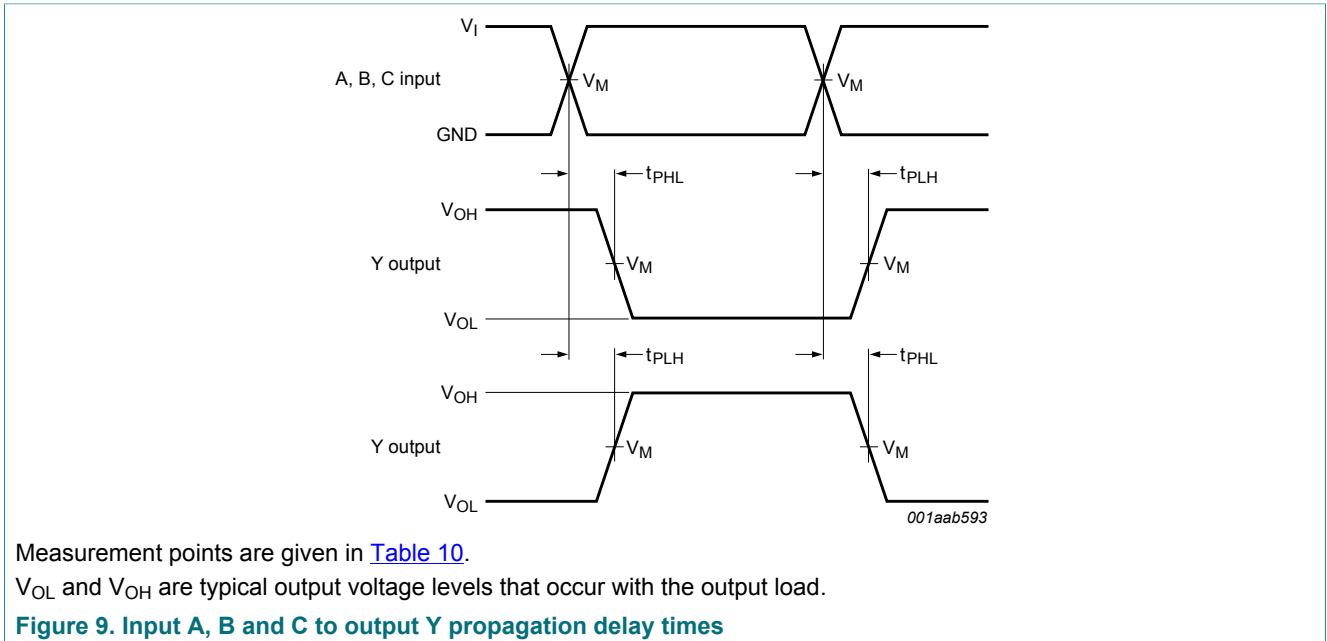 VI
A, B, C input
VM
VM
GND
tPHL
tPLH
VOH
Y output
VM
VM
VOL
tPLH
tPHL
VOH
Y output
VM
VM
VOL
001aab593
Measurement points are given in Table 10.
VOL and VOH are typical output voltage levels that occur with the output load.
Figure 9. Input A, B and C to output Y propagation delay times